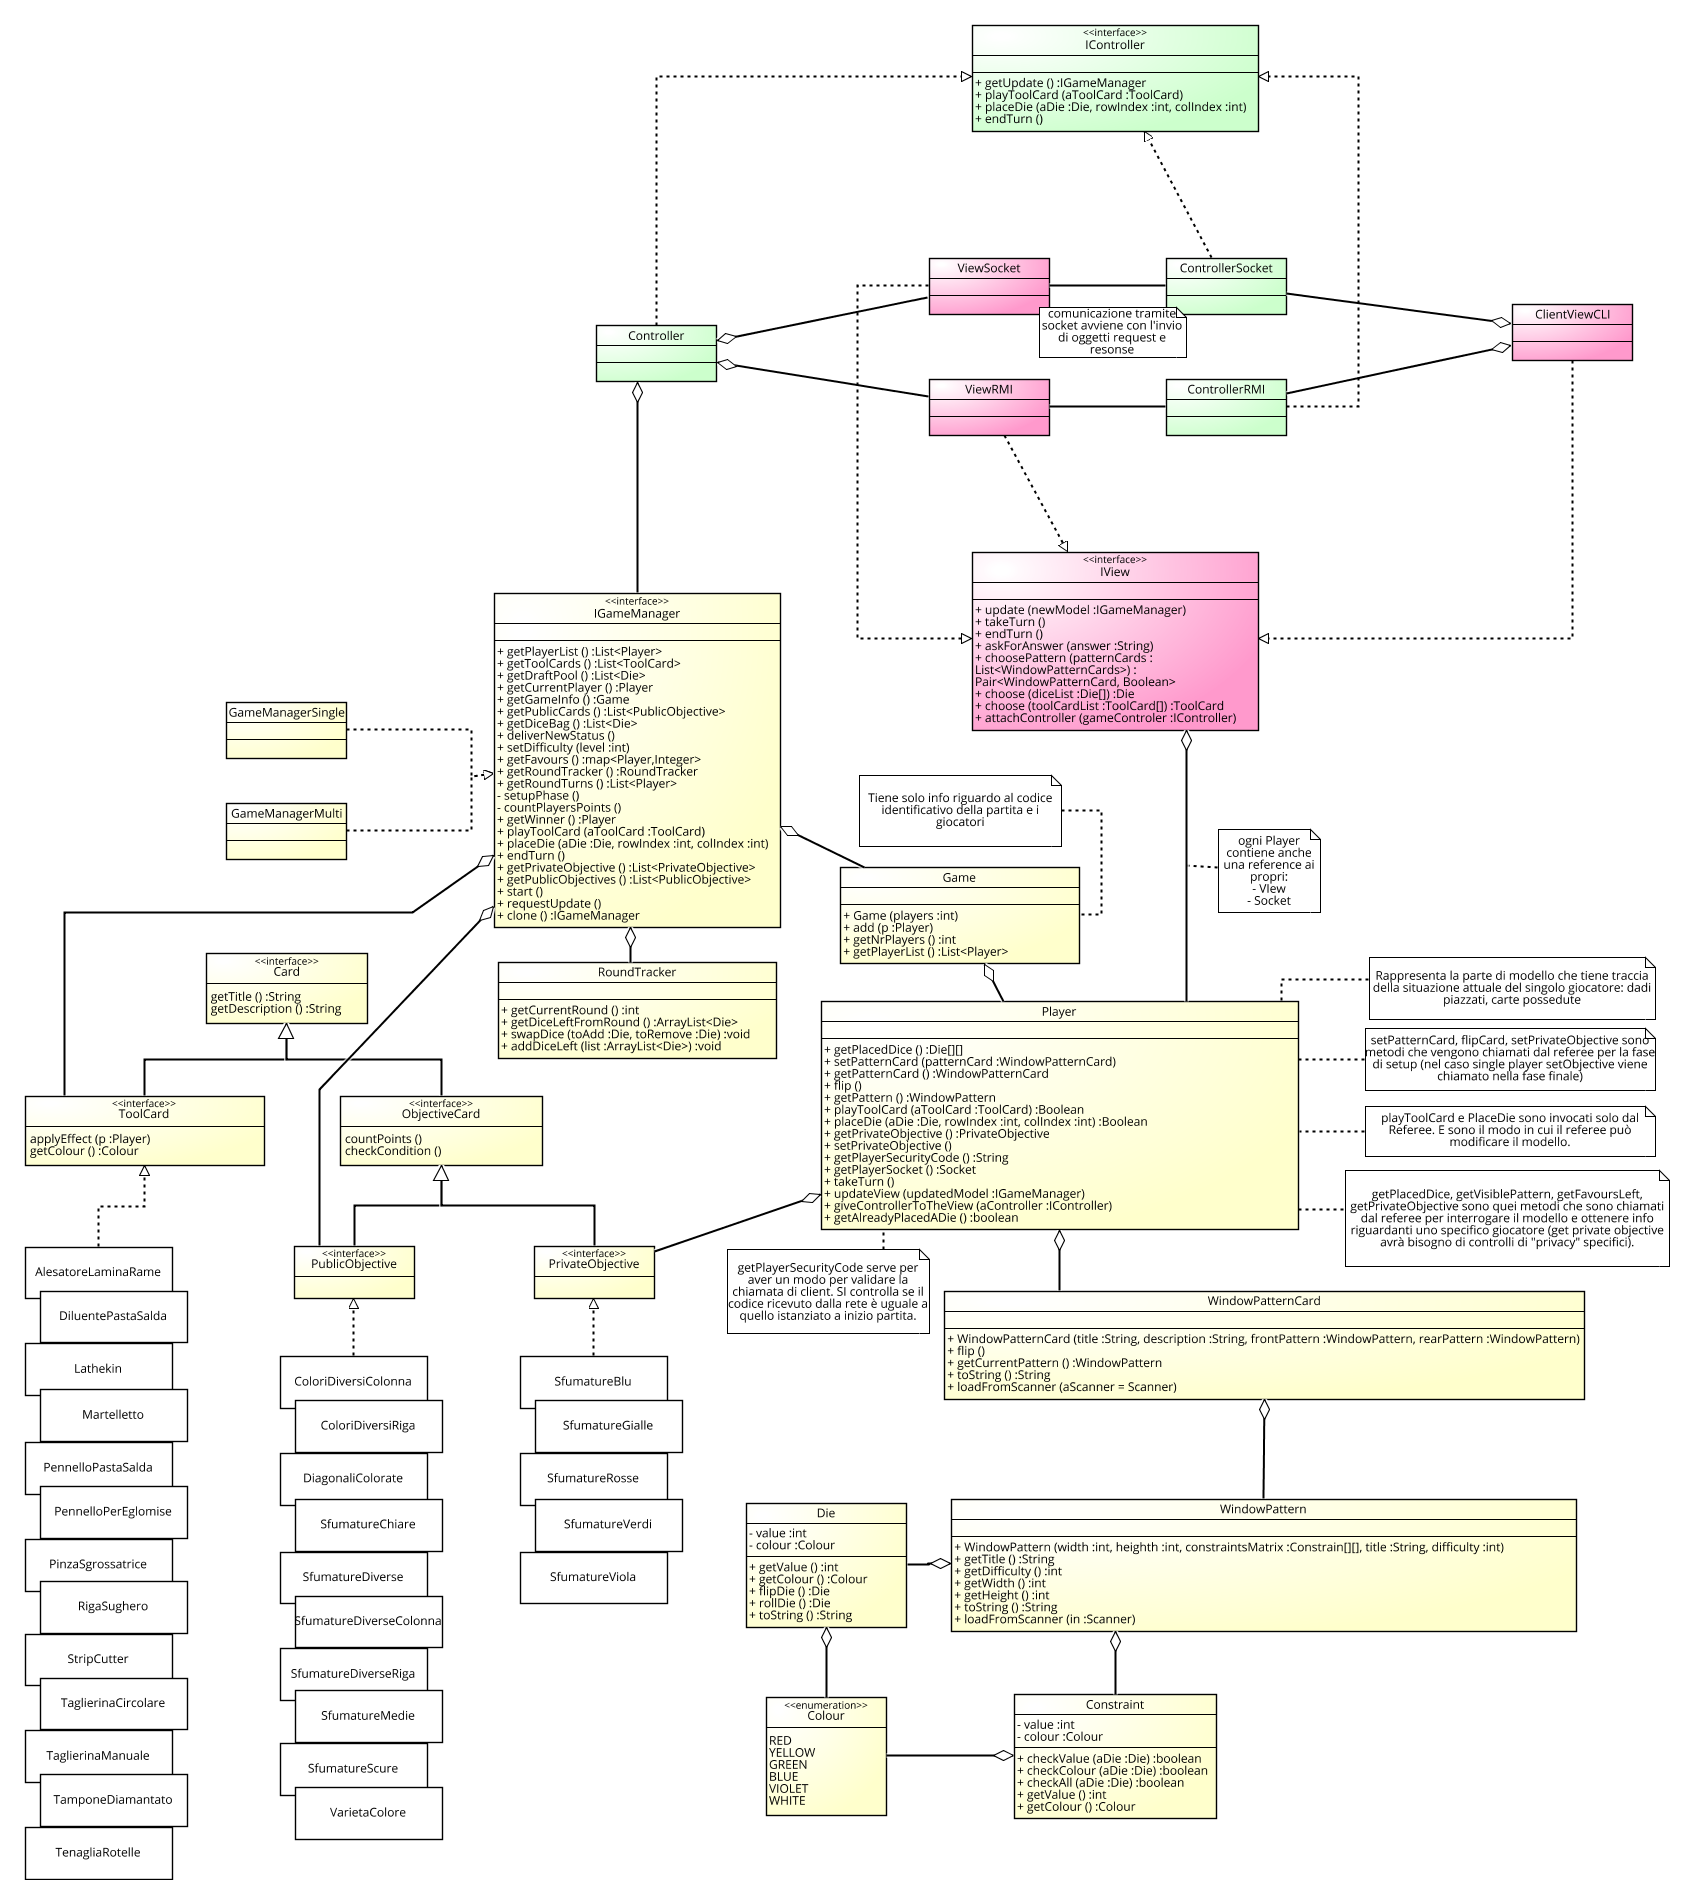 <<interface>>
IController
+ getUpdate () :IGameManager
+ playToolCard (aToolCard :ToolCard)
+ placeDie (aDie :Die, rowIndex :int, colIndex :int)
+ endTurn ()
ViewSocket
ControllerSocket
comunicazione tramite
socket avviene con l'invio
di oggetti request e
resonse
ClientViewCLI
Controller
ViewRMI
ControllerRMI
<<interface>>
IView
+ update (newModel :IGameManager)
+ takeTurn ()
+ endTurn ()
+ askForAnswer (answer :String)
+ choosePattern (patternCards :
List<WindowPatternCards>) :
Pair<WindowPatternCard, Boolean>
+ choose (diceList :Die[]) :Die
+ choose (toolCardList :ToolCard[]) :ToolCard
+ attachController (gameControler :IController)
<<interface>>
IGameManager
+ getPlayerList () :List<Player>
+ getToolCards () :List<ToolCard>
+ getDraftPool () :List<Die>
+ getCurrentPlayer () :Player
+ getGameInfo () :Game
+ getPublicCards () :List<PublicObjective>
+ getDiceBag () :List<Die>
+ deliverNewStatus ()
+ setDifficulty (level :int)
+ getFavours () :map<Player,Integer>
+ getRoundTracker () :RoundTracker
+ getRoundTurns () :List<Player>
- setupPhase ()
- countPlayersPoints ()
+ getWinner () :Player
+ playToolCard (aToolCard :ToolCard)
+ placeDie (aDie :Die, rowIndex :int, colIndex :int)
+ endTurn ()
+ getPrivateObjective () :List<PrivateObjective>
+ getPublicObjectives () :List<PublicObjective>
+ start ()
+ requestUpdate ()
+ clone () :IGameManager
GameManagerSingle
GameManagerMulti
Tiene solo info riguardo al codice
identificativo della partita e i
giocatori
ogni Player
contiene anche
una reference ai
propri:
- VIew
- Socket
Game
+ Game (players :int)
+ add (p :Player)
+ getNrPlayers () :int
+ getPlayerList () :List<Player>
<<interface>>
Card
getTitle () :String
getDescription () :String
RoundTracker
+ getCurrentRound () :int
+ getDiceLeftFromRound () :ArrayList<Die>
+ swapDice (toAdd :Die, toRemove :Die) :void
+ addDiceLeft (list :ArrayList<Die>) :void
Player
+ getPlacedDice () :Die[][]
+ setPatternCard (patternCard :WindowPatternCard)
+ getPatternCard () :WindowPatternCard
+ flip ()
+ getPattern () :WindowPattern
+ playToolCard (aToolCard :ToolCard) :Boolean
+ placeDie (aDie :Die, rowIndex :int, colIndex :int) :Boolean
+ getPrivateObjective () :PrivateObjective
+ setPrivateObjective ()
+ getPlayerSecurityCode () :String
+ getPlayerSocket () :Socket
+ takeTurn ()
+ updateView (updatedModel :IGameManager)
+ giveControllerToTheView (aController :IController)
+ getAlreadyPlacedADie () :boolean
Rappresenta la parte di modello che tiene traccia
della situazione attuale del singolo giocatore: dadi
piazzati, carte possedute
setPatternCard, flipCard, setPrivateObjective sono
metodi che vengono chiamati dal referee per la fase
di setup (nel caso single player setObjective viene
chiamato nella fase finale)
playToolCard e PlaceDie sono invocati solo dal
Referee. E sono il modo in cui il referee può
modificare il modello.
getPlacedDice, getVisiblePattern, getFavoursLeft,
getPrivateObjective sono quei metodi che sono chiamati
dal referee per interrogare il modello e ottenere info
riguardanti uno specifico giocatore (get private objective
avrà bisogno di controlli di "privacy" specifici).
<<interface>>
ToolCard
applyEffect (p :Player)
getColour () :Colour
<<interface>>
ObjectiveCard
countPoints ()
checkCondition ()
<<interface>>
PublicObjective
<<interface>>
PrivateObjective
getPlayerSecurityCode serve per
aver un modo per validare la
chiamata di client. SI controlla se il
codice ricevuto dalla rete è uguale a
quello istanziato a inizio partita.
WindowPatternCard
+ WindowPatternCard (title :String, description :String, frontPattern :WindowPattern, rearPattern :WindowPattern)
+ flip ()
+ getCurrentPattern () :WindowPattern
+ toString () :String
+ loadFromScanner (aScanner = Scanner)
AlesatoreLaminaRame
DiluentePastaSalda
Lathekin
Martelletto
PennelloPastaSalda
PennelloPerEglomise
PinzaSgrossatrice
RigaSughero
StripCutter
TaglierinaCircolare
TaglierinaManuale
TamponeDiamantato
TenagliaRotelle
ColoriDiversiColonna
ColoriDiversiRiga
DiagonaliColorate
SfumatureChiare
SfumatureDiverse
SfumatureDiverseColonna
SfumatureDiverseRiga
SfumatureMedie
SfumatureScure
VarietaColore
SfumatureBlu
SfumatureGialle
SfumatureRosse
SfumatureVerdi
SfumatureViola
Die
- value :int
- colour :Colour
+ getValue () :int
+ getColour () :Colour
+ flipDie () :Die
+ rollDie () :Die
+ toString () :String
WindowPattern
+ WindowPattern (width :int, heighth :int, constraintsMatrix :Constrain[][], title :String, difficulty :int)
+ getTitle () :String
+ getDifficulty () :int
+ getWidth () :int
+ getHeight () :int
+ toString () :String
+ loadFromScanner (in :Scanner)
<<enumeration>>
Colour
RED
YELLOW
GREEN
BLUE
VIOLET
WHITE
Constraint
- value :int
- colour :Colour
+ checkValue (aDie :Die) :boolean
+ checkColour (aDie :Die) :boolean
+ checkAll (aDie :Die) :boolean
+ getValue () :int
+ getColour () :Colour